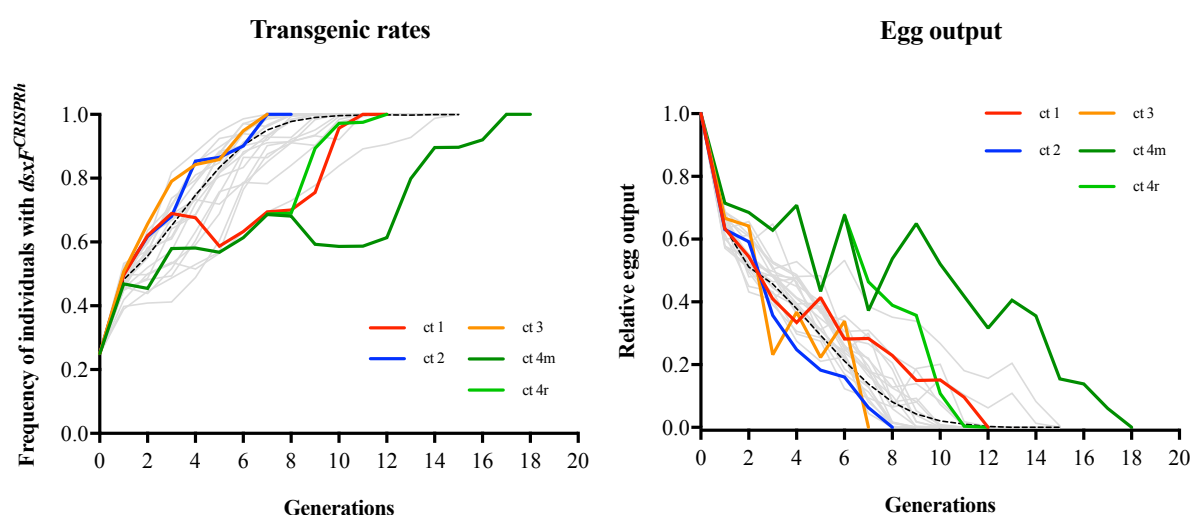 Transgenic rates
Frequency of individuals with dsxF^CRISPRh
1.0
0.8
0.6
0.4
0.2
0.0
0 2 4 6 8 10 12 14 16 18 20
Generations
ct 1 ct 3
ct 2 ct 4m
ct 4r
Egg output
Relative egg output
1.0
0.8
0.6
0.4
0.2
0.0
0 2 4 6 8 10 12 14 16 18 20
Generations
ct 1 ct 3
ct 2 ct 4m
ct 4r